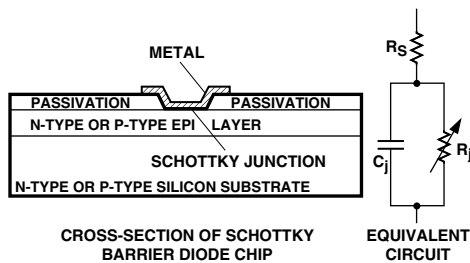 METAL
PASSIVATION PASSIVATION
N-TYPE OR P-TYPE EPI LAYER
SCHOTTKY JUNCTION
N-TYPE OR P-TYPE SILICON SUBSTRATE
CROSS-SECTION OF SCHOTTKY
BARRIER DIODE CHIP
RS
Cj
Rj
EQUIVALENT
CIRCUIT